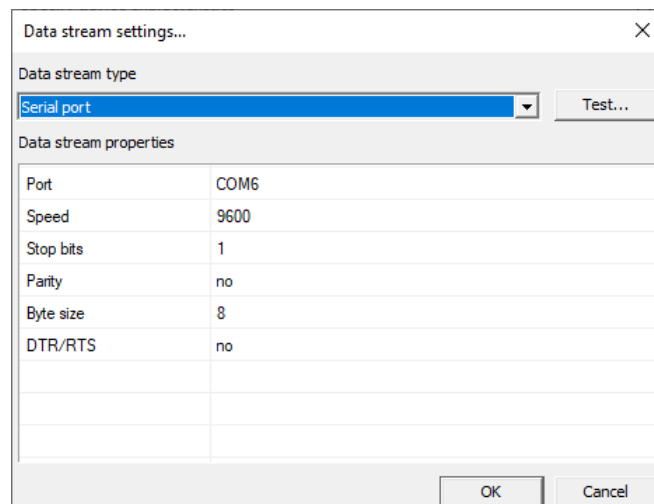 Data stream settings...
Data stream type
Serial port
Test...
Data stream properties
Port COM6
Speed 9600
Stop bits 1
Parity no
Byte size 8
DTR/RTS no
OK Cancel